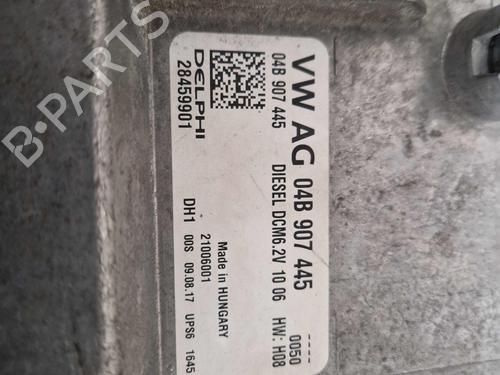 VW AG 04B 907 445
04B 907 445
DIESEL DCM6.2V 10 06
----
0050
HW: H08
DELPHI
28459901
Made in HUNGARY
21006001
DH1 00S 09.08.17 UPS6 1645
B-PARTS